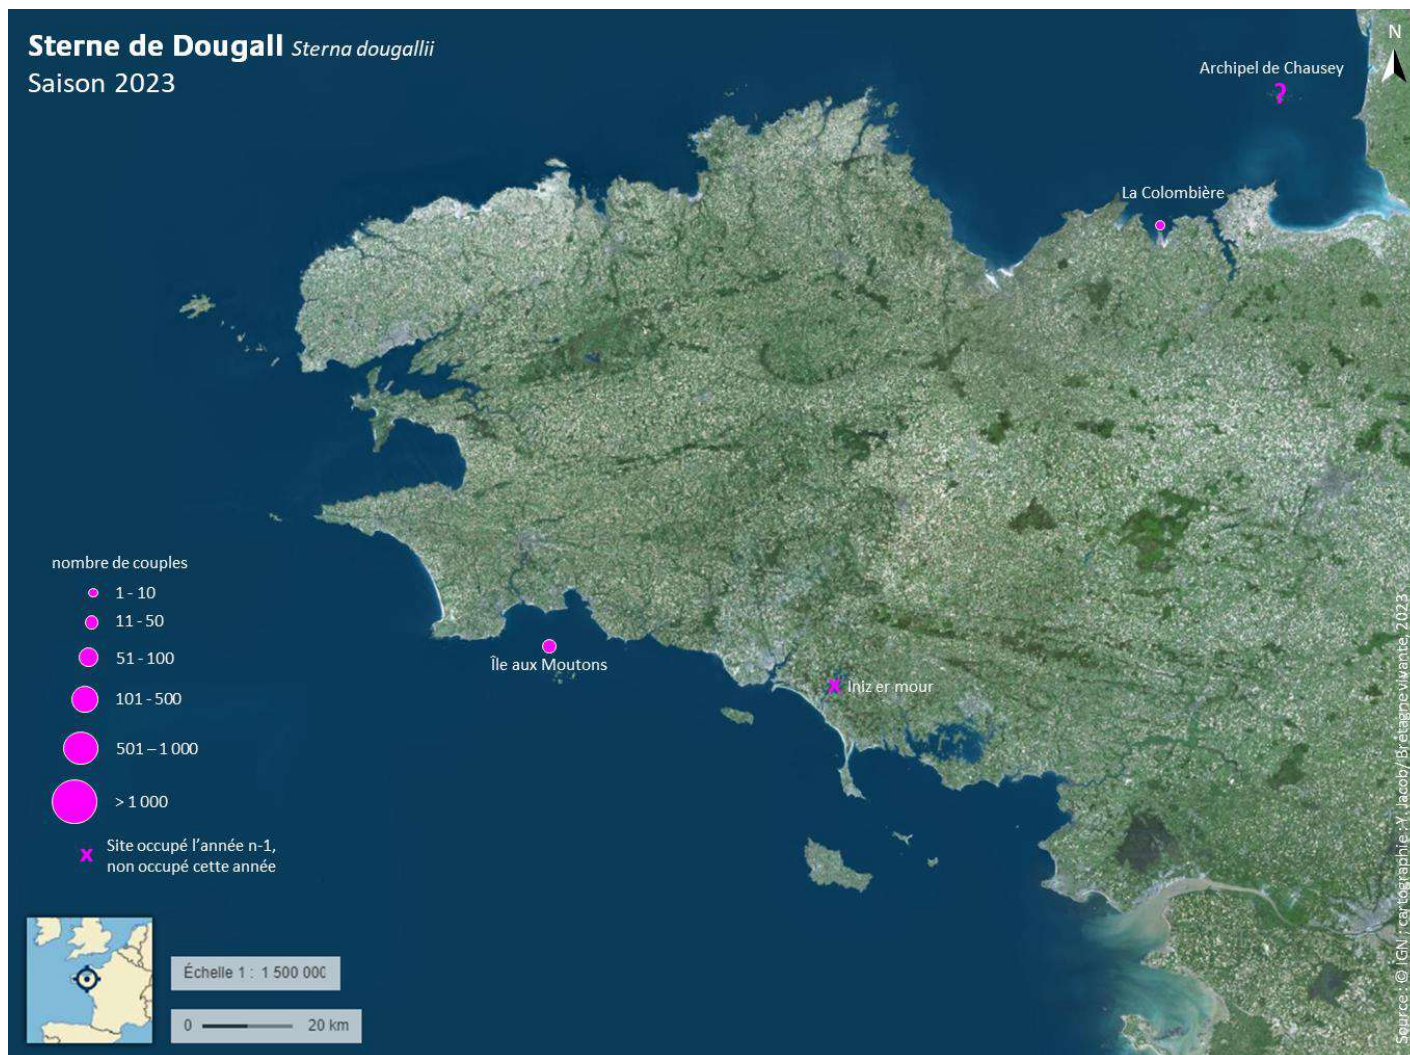 Sterne de Dougall Sterna dougallii
Saison 2023
N
Archipel de Chausey
?
La Colombière
nombre de couples
1 - 10
11 - 50
51 - 100
101 - 500
501 – 1 000
> 1 000
x Site occupé l'année n-1,
non occupé cette année
Île aux Moutons
x Iniz er mour
Échelle 1 : 1 500 000
0 20 km
Source : © IGN ; cartographie : Y. Jacob/ Bretagne vivante, 2023